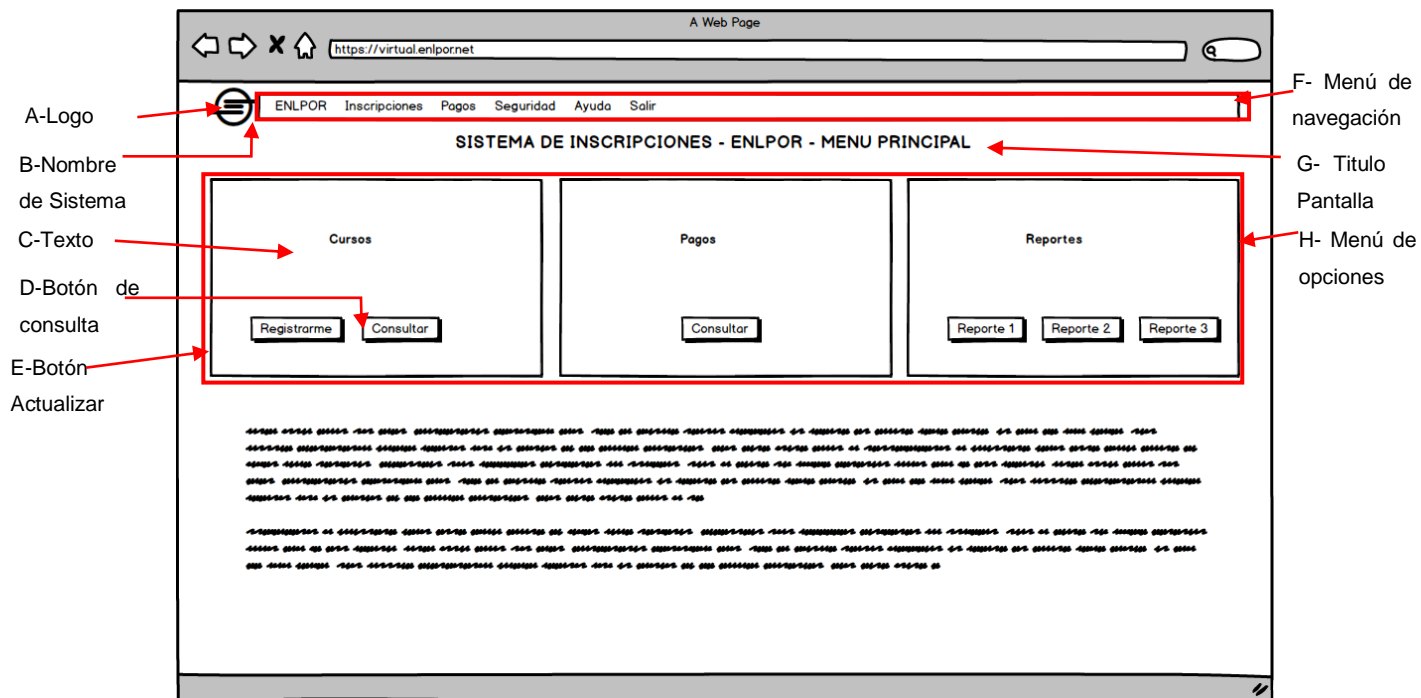 A Web Page
https://virtual.enlpor.net
ENLPOR Inscripciones Pagos Seguridad Ayuda Salir
SISTEMA DE INSCRIPCIONES - ENLPOR - MENU PRINCIPAL
A-Logo
B-Nombre
de Sistema
C-Texto
D-Botón de
consulta
E-Botón
Actualizar
Cursos
Registrarme Consultar
Pagos
Consultar
Reportes
Reporte 1 Reporte 2 Reporte 3
F- Menú de
navegación
G- Titulo
Pantalla
H- Menú de
opciones